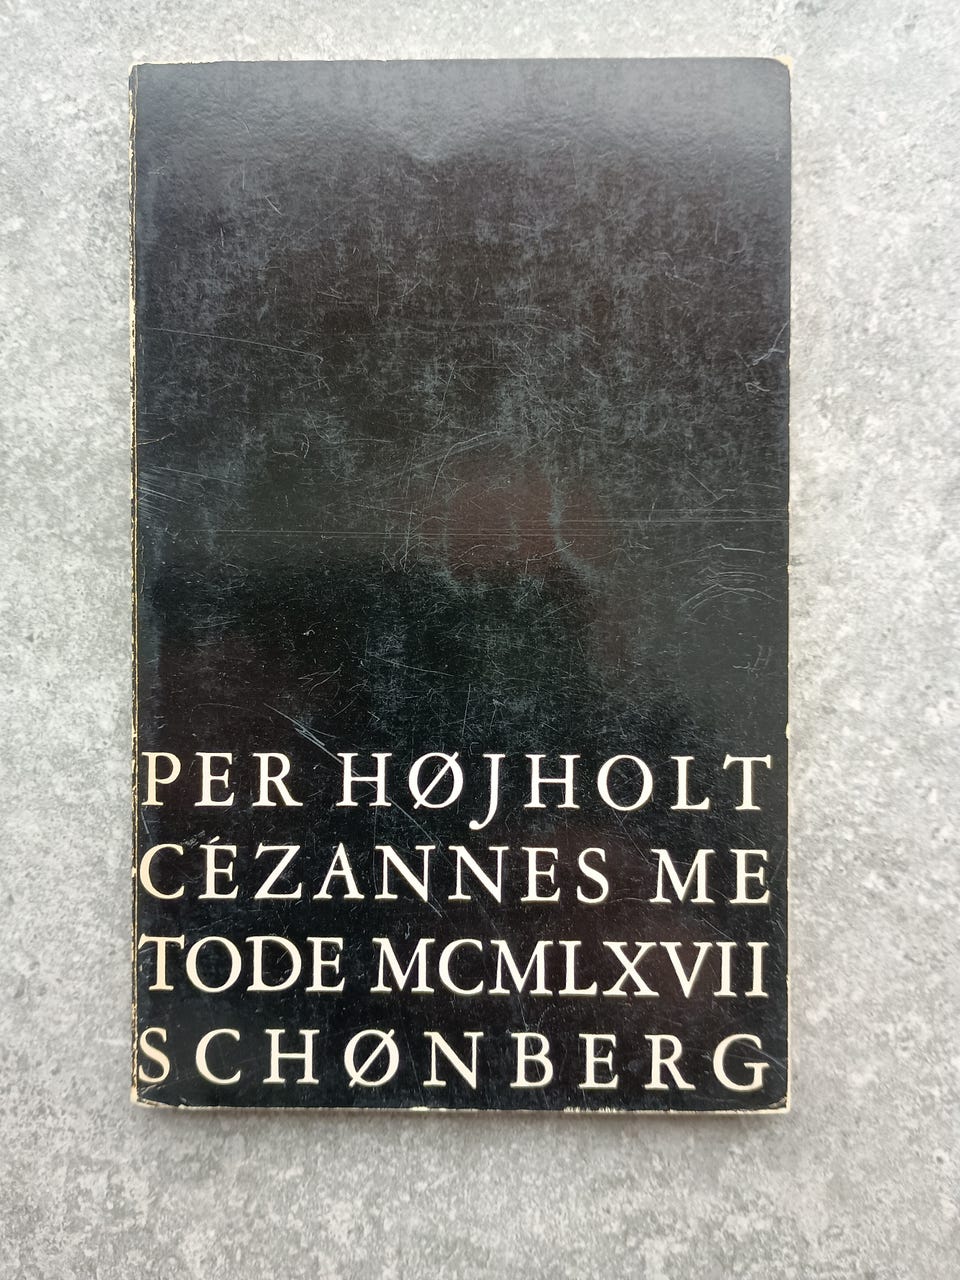 PER HØJHOLT
CÉZANNES ME
TODE MCMLXVII
SCHØNBERG